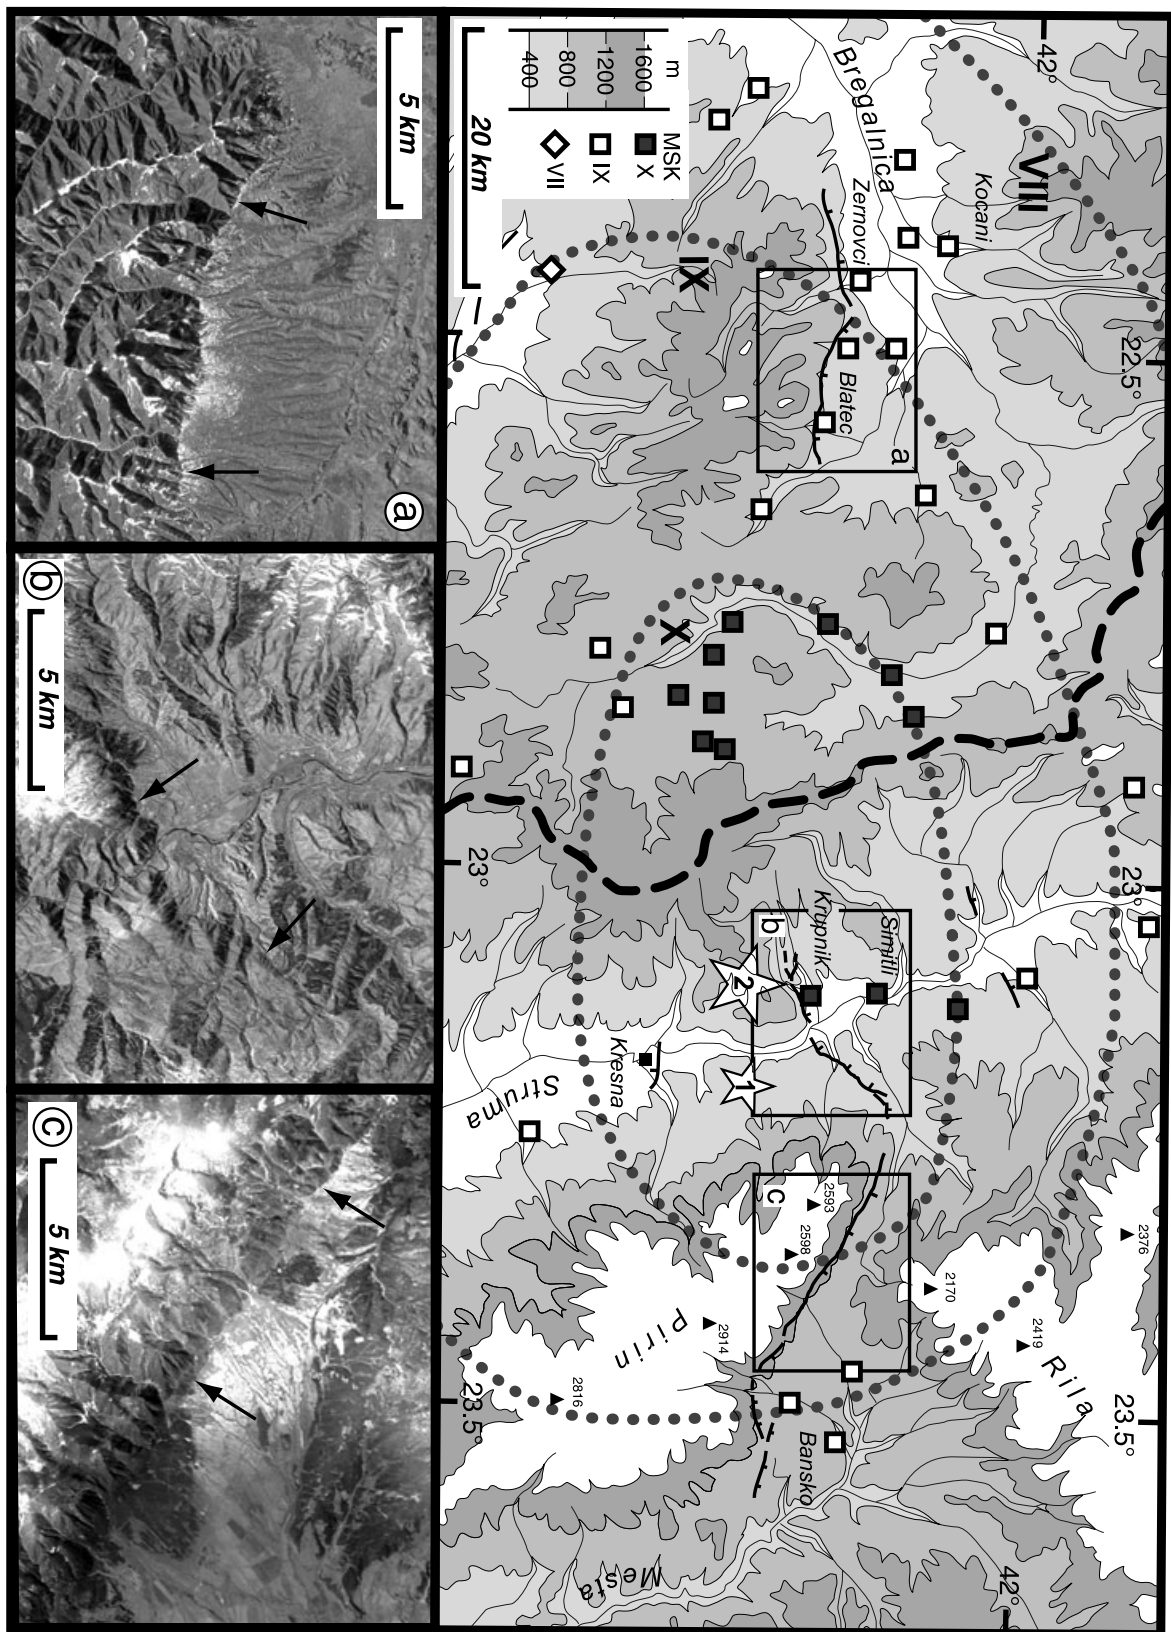 42°
22.5°
23°
23.5°
42°
23°
23.5°
VIII
IX
X
Bregalnica
Kocani
Zernovci
Blatec
a
Simitli
Krupnik
b
2
1
Kresna
Struma
c
2593
2598
2914
2816
2170
2419
2376
Pirin
Rila
Bansko
Mesta
m
1600
1200
800
400
MSK
X
IX
VII
20 km
5 km
a
b
5 km
c
5 km